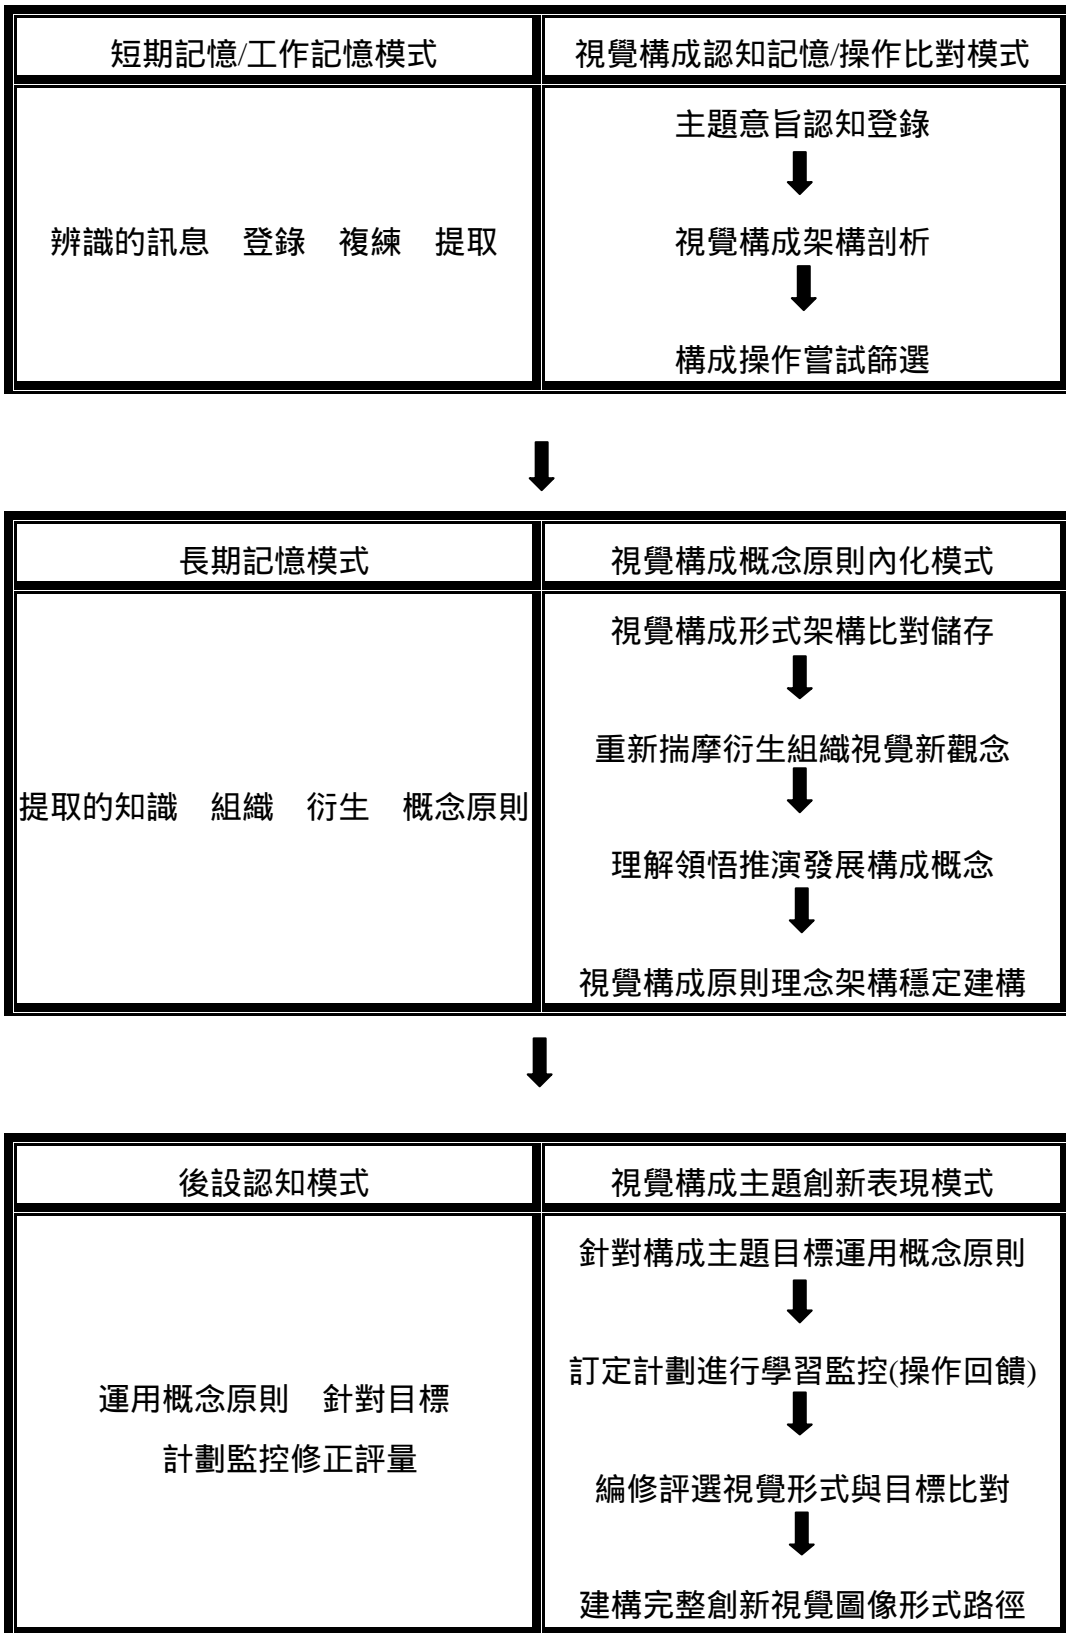 短期記憶/工作記憶模式
視覺構成認知記憶/操作比對模式
辨識的訊息　登錄　複練　提取
主題意旨認知登錄
視覺構成架構剖析
構成操作嘗試篩選
長期記憶模式
視覺構成概念原則內化模式
提取的知識　組織　衍生　概念原則
視覺構成形式架構比對儲存
重新揣摩衍生組織視覺新觀念
理解領悟推演發展構成概念
視覺構成原則理念架構穩定建構
後設認知模式
視覺構成主題創新表現模式
運用概念原則　針對目標
計劃監控修正評量
針對構成主題目標運用概念原則
訂定計劃進行學習監控(操作回饋)
編修評選視覺形式與目標比對
建構完整創新視覺圖像形式路徑